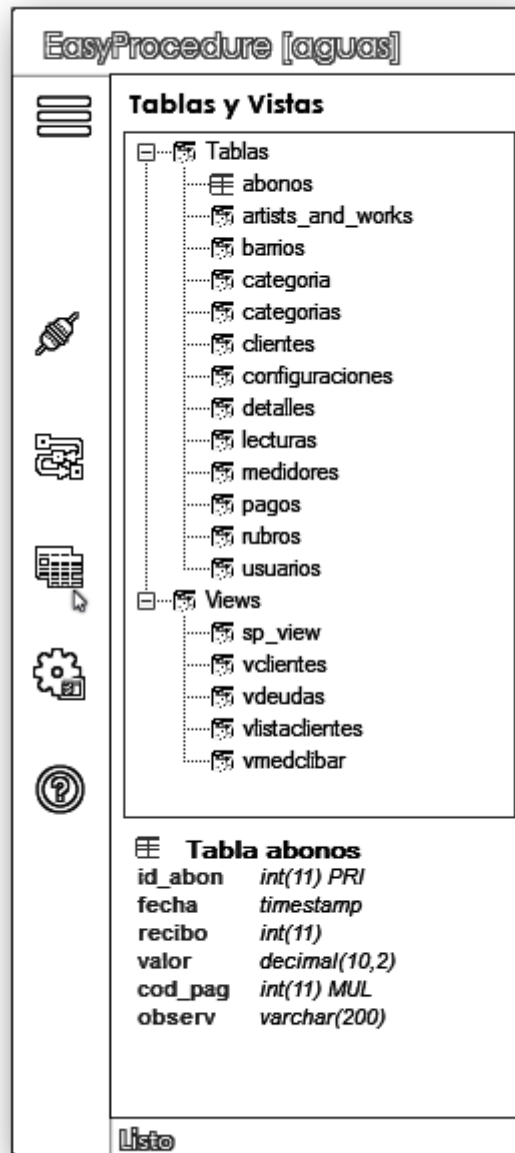 EasyProcedure [aguas]
Tablas y Vistas
Tablas
abonos
artists_and_works
barrios
categoria
categorias
clientes
configuraciones
detalles
lecturas
medidores
pagos
rubros
usuarios
Views
sp_view
vclientes
vdeudas
vlistaclientes
vmedclibar
Tabla abonos
id_abon int(11) PRI
fecha timestamp
recibo int(11)
valor decimal(10,2)
cod_pag int(11) MUL
observ varchar(200)
Listo